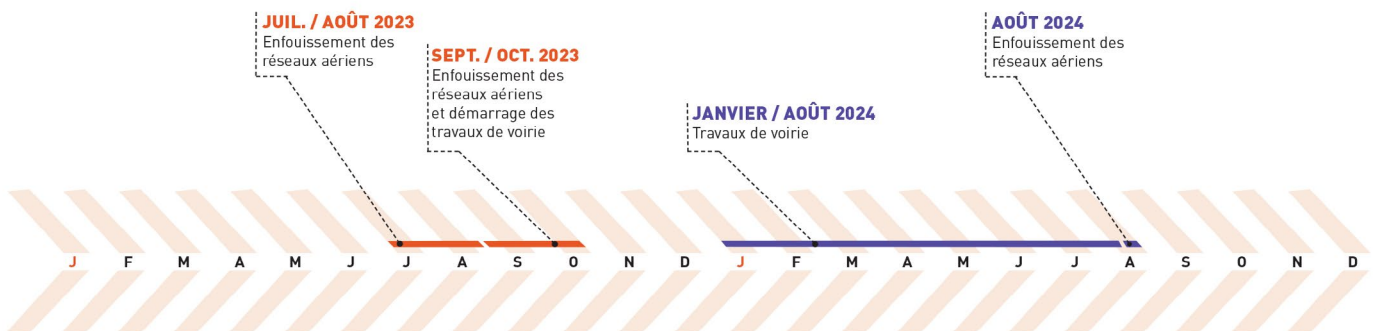 JUIL. / AOÛT 2023
Enfouissement des
réseaux aériens
SEPT. / OCT. 2023
Enfouissement des
réseaux aériens
et démarrage des
travaux de voirie
JANVIER / AOÛT 2024
Travaux de voirie
AOÛT 2024
Enfouissement des
réseaux aériens
J F M A M J J A S O N D J F M A M J J A S O N D